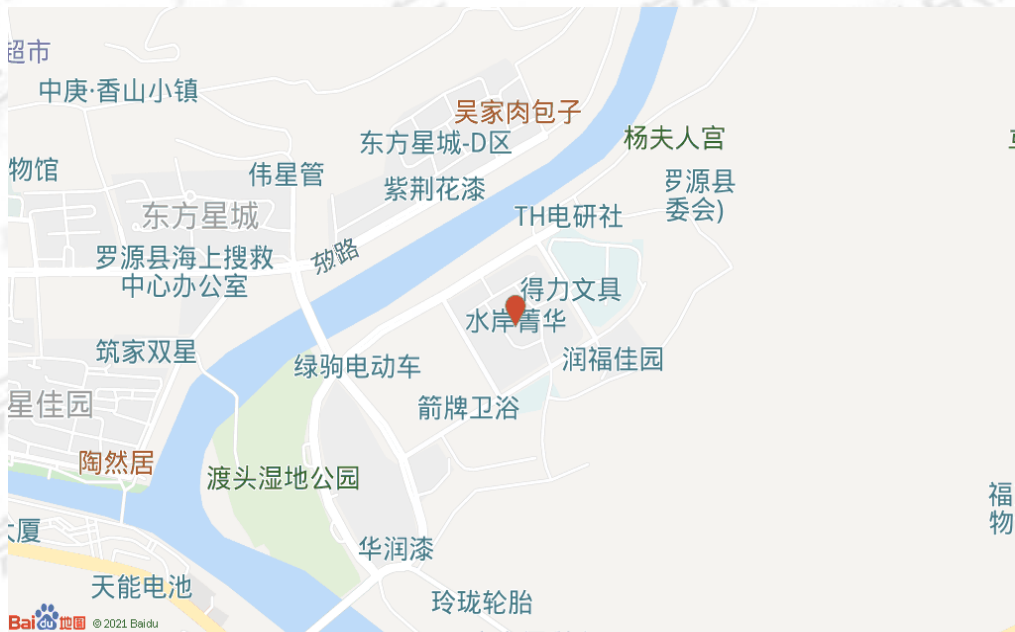 超市
中庚·香山小镇
吴家肉包子
杨夫人宫
东方星城-D区
物馆
伟星管
紫荆花漆
罗源县
委会)
东方星城
TH电研社
路
罗源县海上搜救
中心办公室
得力文具
水岸菁华
筑家双星
绿驹电动车
润福佳园
星佳园
箭牌卫浴
陶然居
渡头湿地公园
福
物
大厦
华润漆
天能电池
玲珑轮胎
Bai du 地图 © 2021 Baidu